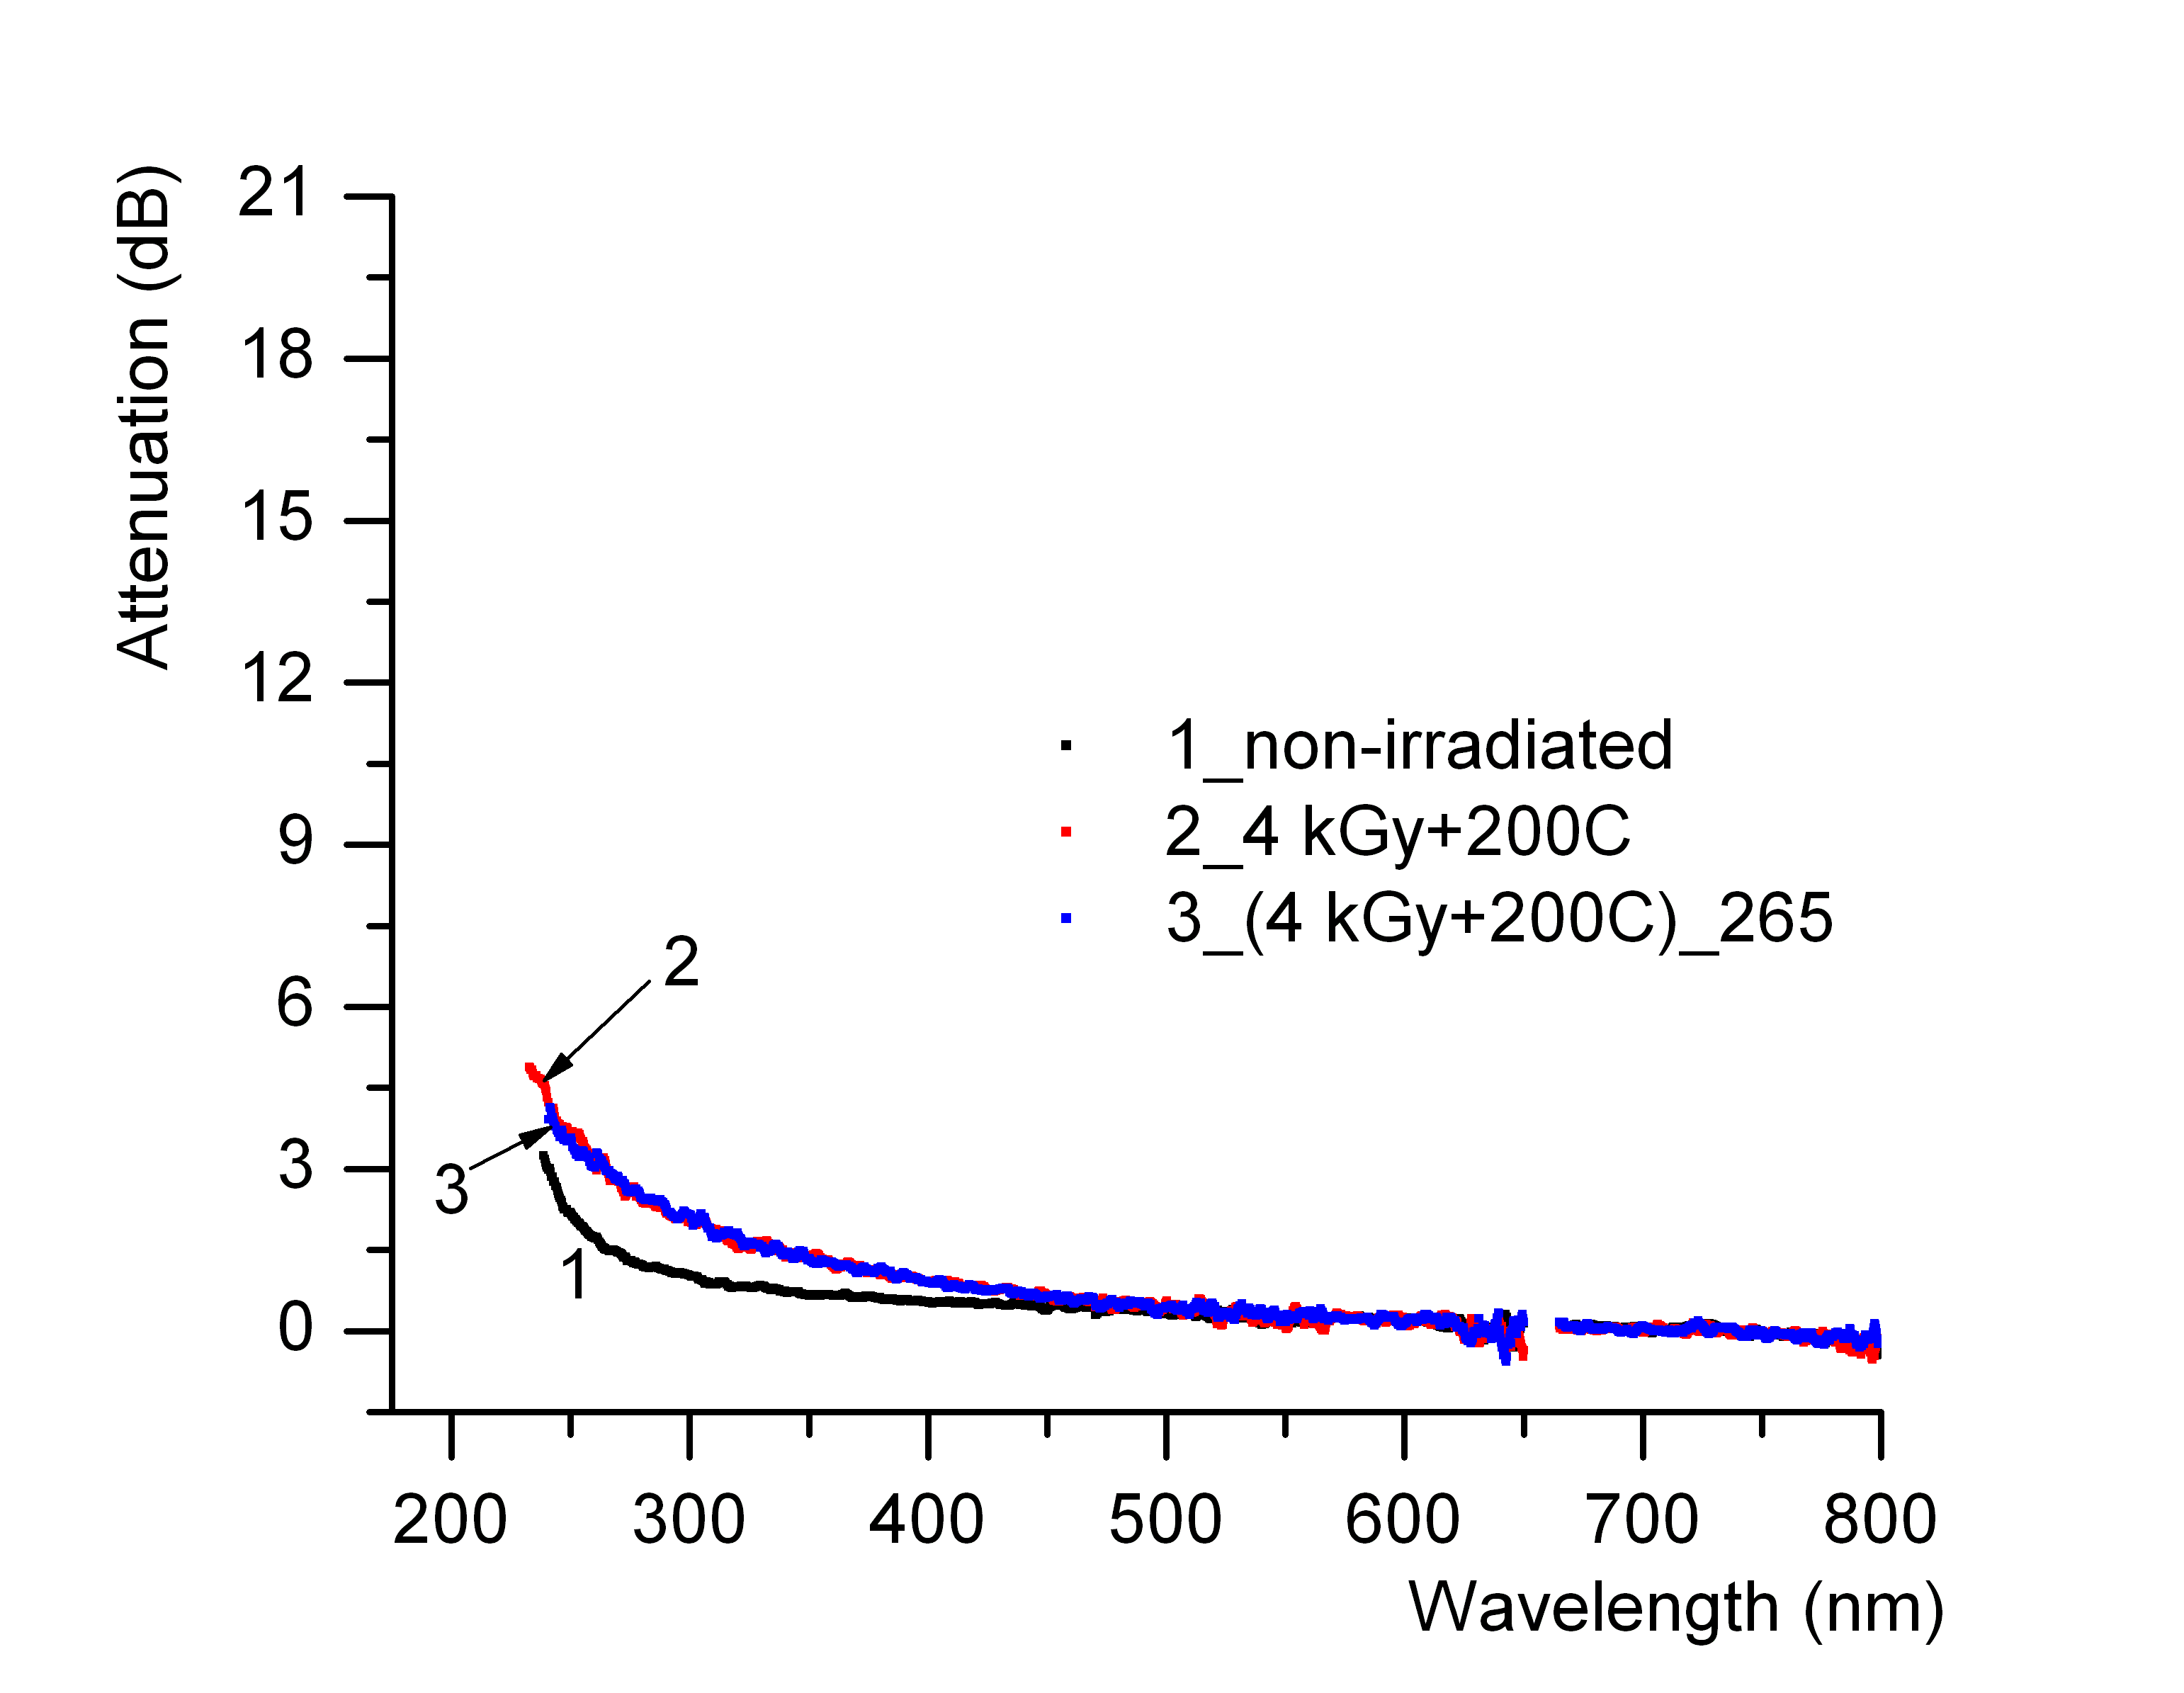 Attenuation (dB)
21
18
15
12
9
6
3
0
1_non-irradiated
2_4 kGy+200C
3_(4 kGy+200C)_265
2
3
1
200 300 400 500 600 700 800
Wavelength (nm)